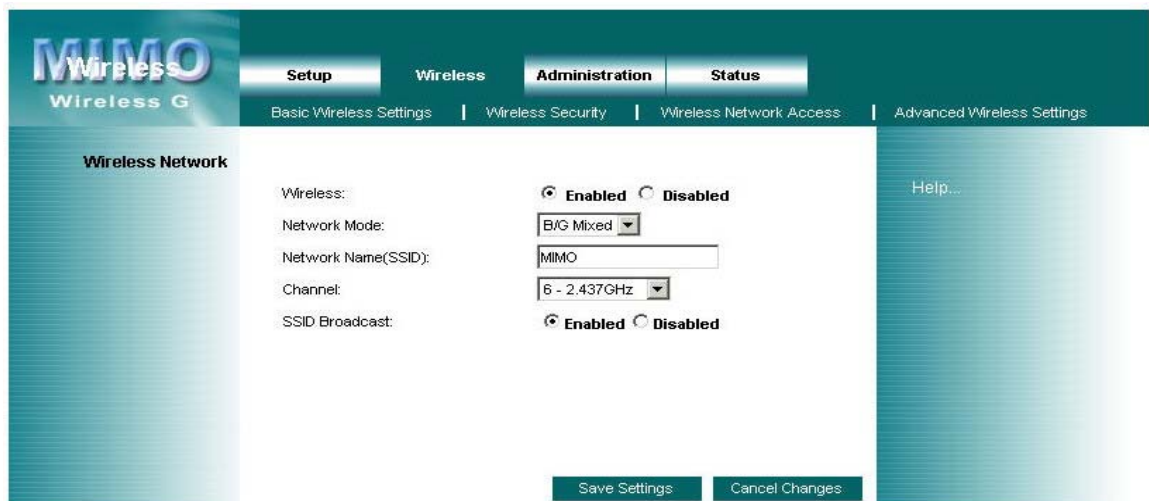 MIMO
Wireless
Wireless G
Setup Wireless Administration Status
Basic Wireless Settings | Wireless Security | Wireless Network Access | Advanced Wireless Settings
Wireless Network
Help...
Wireless: Enabled Disabled
Network Mode: B/G Mixed
Network Name(SSID): MIMO
Channel: 6 - 2.437GHz
SSID Broadcast: Enabled Disabled
Save Settings Cancel Changes